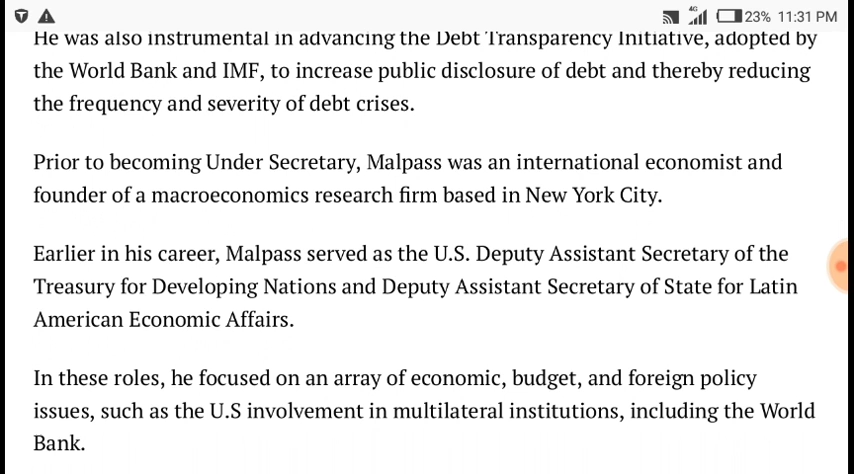 4G 23% 11:31 PM
He was also instrumental in advancing the Debt Transparency Initiative, adopted by
the World Bank and IMF, to increase public disclosure of debt and thereby reducing
the frequency and severity of debt crises.
Prior to becoming Under Secretary, Malpass was an international economist and
founder of a macroeconomics research firm based in New York City.
Earlier in his career, Malpass served as the U.S. Deputy Assistant Secretary of the
Treasury for Developing Nations and Deputy Assistant Secretary of State for Latin
American Economic Affairs.
In these roles, he focused on an array of economic, budget, and foreign policy
issues, such as the U.S involvement in multilateral institutions, including the World
Bank.